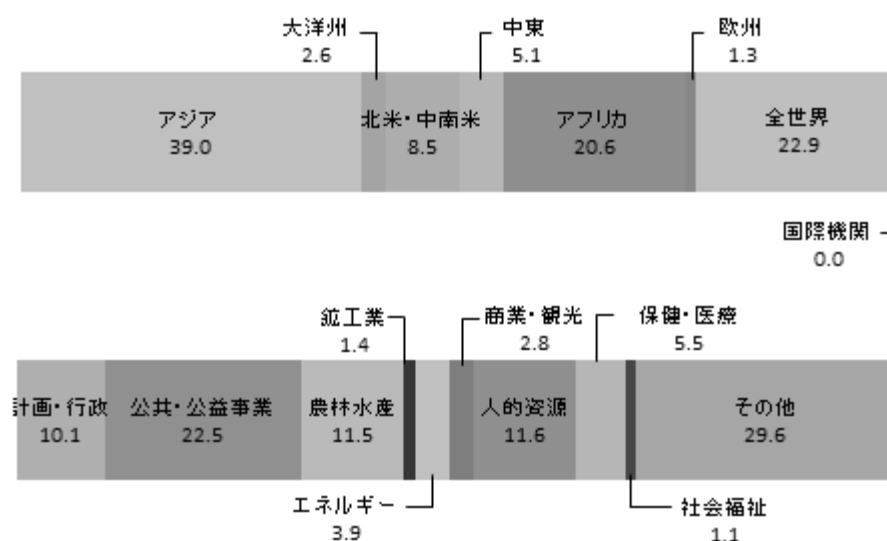 大洋州
2.6
中東
5.1
欧州
1.3
アジア
39.0
北米・中南米
8.5
アフリカ
20.6
全世界
22.9
国際機関
0.0
鉱工業
1.4
商業・観光
2.8
保健・医療
5.5
計画・行政
10.1
公共・公益事業
22.5
農林水産
11.5
人的資源
11.6
その他
29.6
エネルギー
3.9
社会福祉
1.1